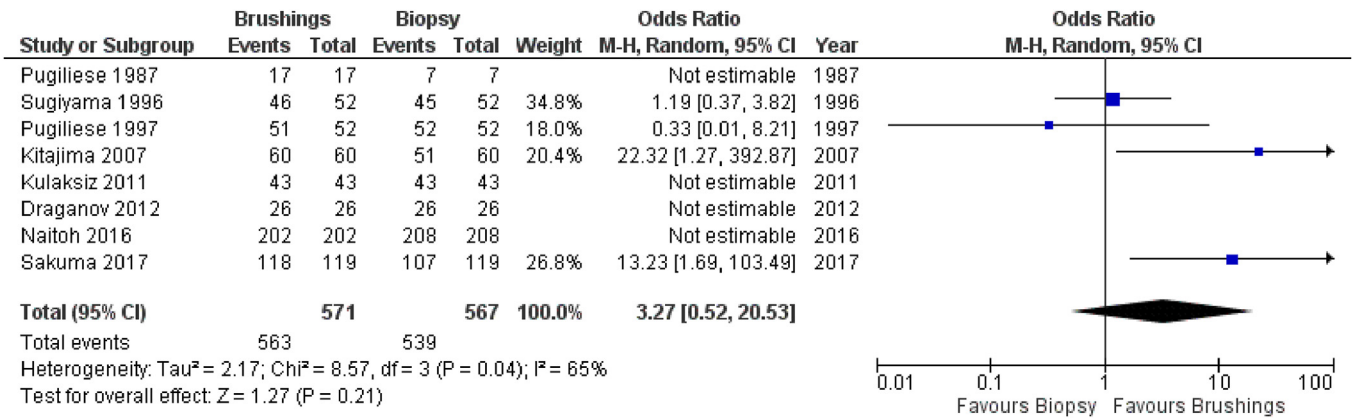 Brushings Biopsy Odds Ratio Odds Ratio
Study or Subgroup Events Total Events Total Weight M-H, Random, 95% CI Year M-H, Random, 95% CI
Pugiliese 1987 17 17 7 7 Not estimable 1987
Sugiyama 1996 46 52 45 52 34.8% 1.19 [0.37, 3.82] 1996
Pugiliese 1997 51 52 52 52 18.0% 0.33 [0.01, 8.21] 1997
Kitajima 2007 60 60 51 60 20.4% 22.32 [1.27, 392.87] 2007
Kulaksiz 2011 43 43 43 43 Not estimable 2011
Draganov 2012 26 26 26 26 Not estimable 2012
Naitoh 2016 202 202 208 208 Not estimable 2016
Sakuma 2017 118 119 107 119 26.8% 13.23 [1.69, 103.49] 2017
Total (95% CI) 571 567 100.0% 3.27 [0.52, 20.53]
Total events 563 539
Heterogeneity: Tau² = 2.17; Chi² = 8.57, df = 3 (P = 0.04); I² = 65%
Test for overall effect: Z = 1.27 (P = 0.21)
0.01 0.1 1 10 100
Favours Biopsy Favours Brushings